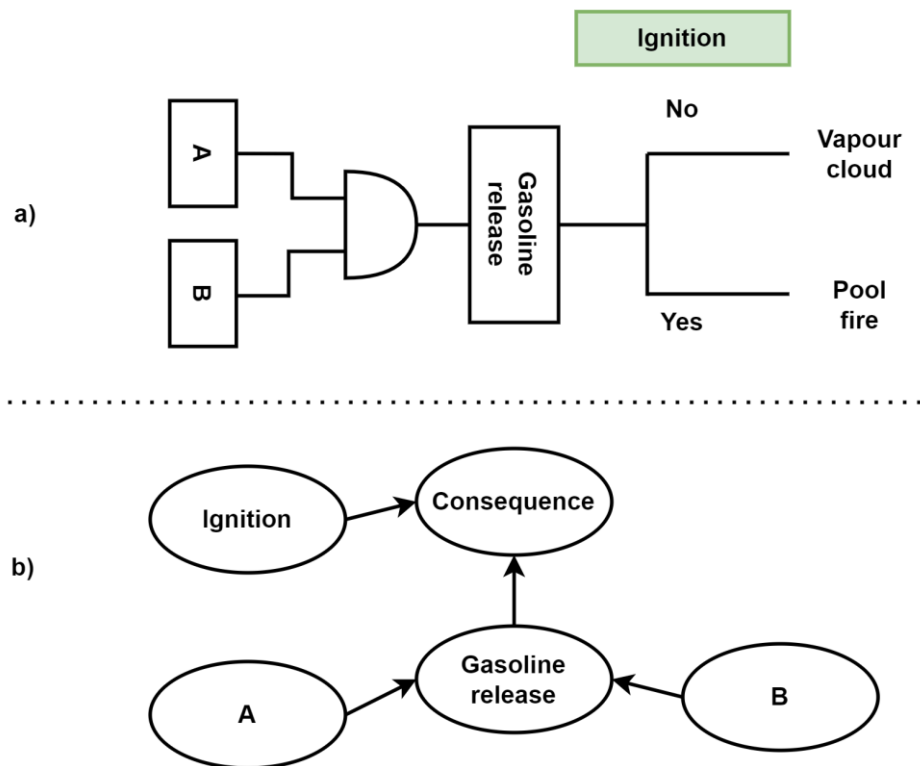 Ignition
No
A
Vapour
cloud
a)
Gasoline
release
B
Pool
fire
Yes
Consequence
Ignition
b)
Gasoline
release
A
B